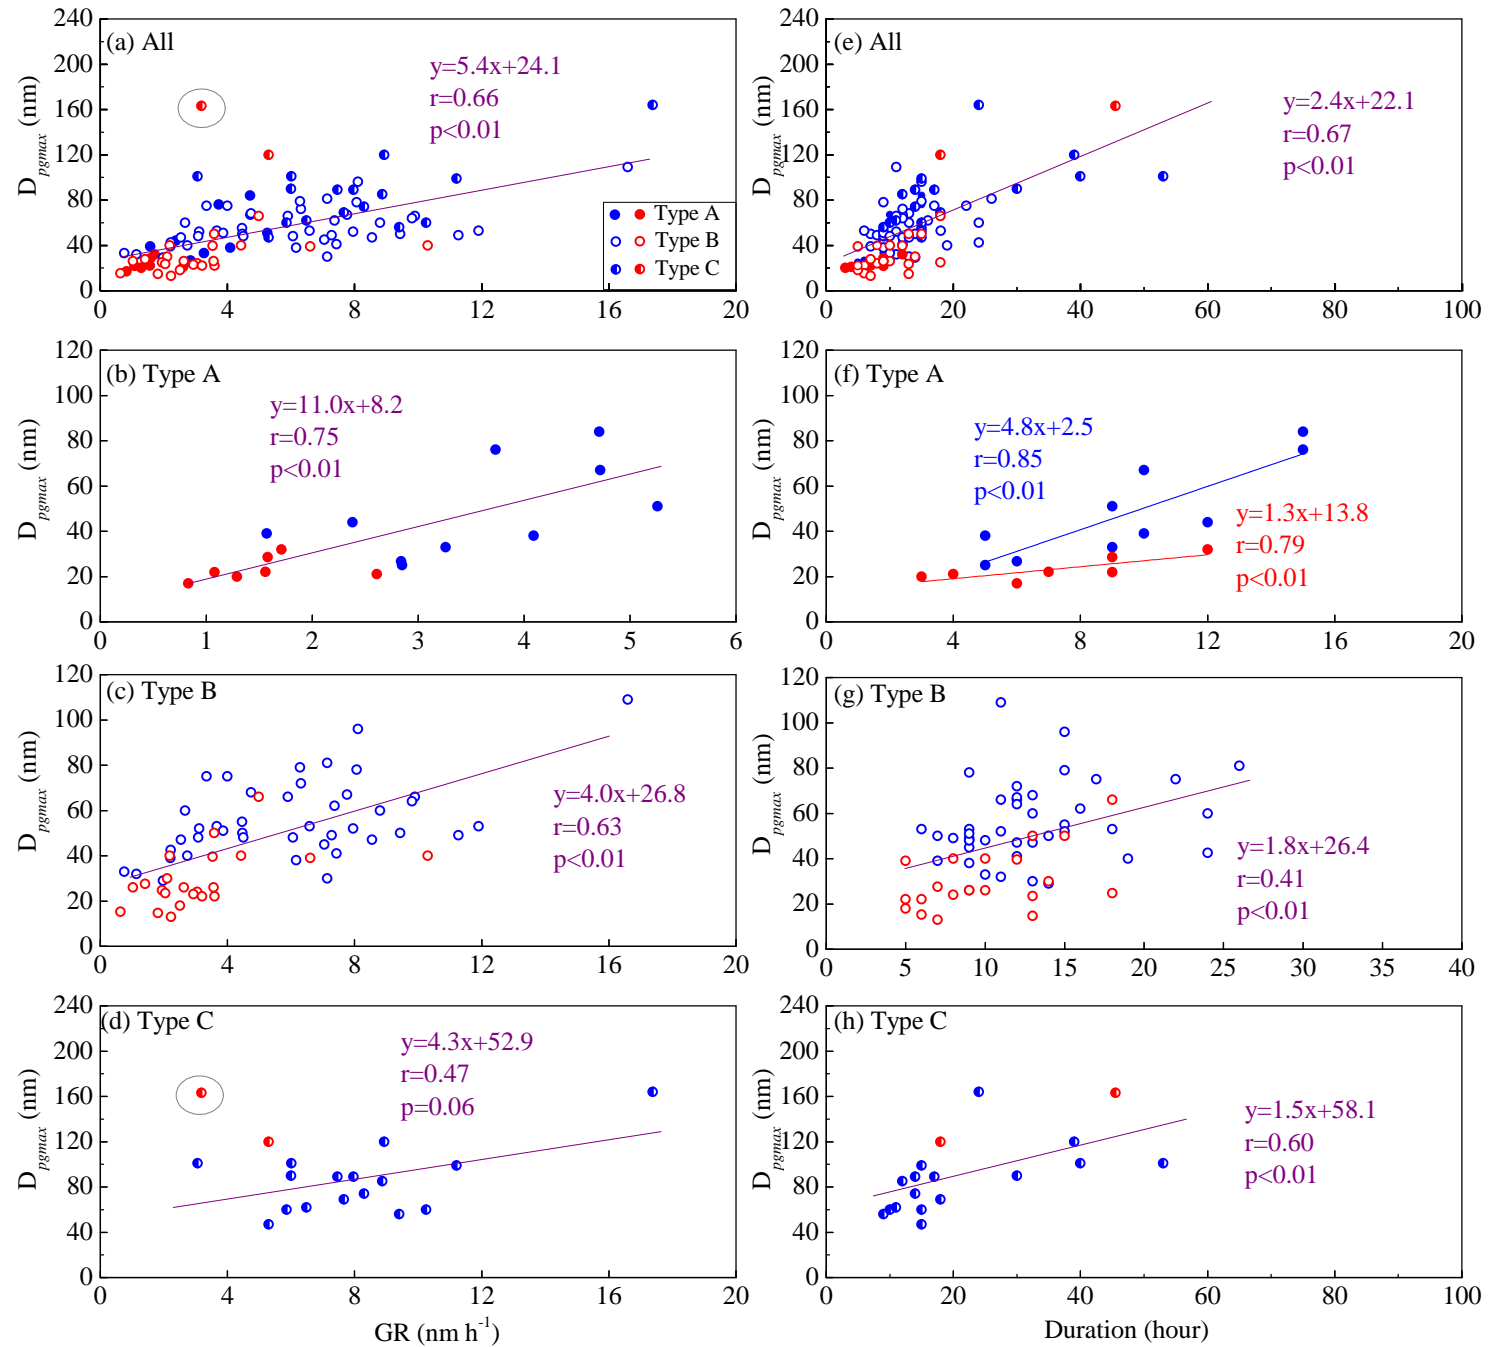 (a) All
y=5.4x+24.1
r=0.66
p<0.01
Type A
Type B
Type C
D_pgmax (nm)
0
40
80
120
160
200
240
0
4
8
12
16
20
(e) All
y=2.4x+22.1
r=0.67
p<0.01
D_pgmax (nm)
0
40
80
120
160
200
240
0
20
40
60
80
100
(b) Type A
y=11.0x+8.2
r=0.75
p<0.01
D_pgmax (nm)
0
20
40
60
80
100
120
0
1
2
3
4
5
6
(f) Type A
y=4.8x+2.5
r=0.85
p<0.01
y=1.3x+13.8
r=0.79
p<0.01
D_pgmax (nm)
0
20
40
60
80
100
120
0
4
8
12
16
20
(c) Type B
y=4.0x+26.8
r=0.63
p<0.01
D_pgmax (nm)
0
20
40
60
80
100
120
0
4
8
12
16
20
(g) Type B
y=1.8x+26.4
r=0.41
p<0.01
D_pgmax (nm)
0
20
40
60
80
100
120
0
5
10
15
20
25
30
35
40
(d) Type C
y=4.3x+52.9
r=0.47
p=0.06
D_pgmax (nm)
0
40
80
120
160
200
240
0
4
8
12
16
20
GR (nm h⁻¹)
(h) Type C
y=1.5x+58.1
r=0.60
p<0.01
D_pgmax (nm)
0
40
80
120
160
200
240
0
20
40
60
80
100
Duration (hour)